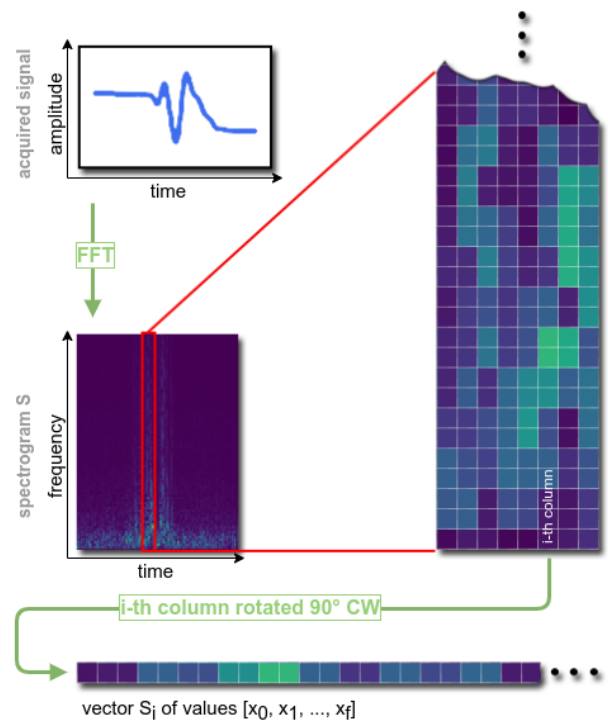 acquired signal
amplitude
time
FFT
spectrogram S
frequency
time
i-th column
i-th column rotated 90° CW
vector Si of values [x0, x1, ..., xf]